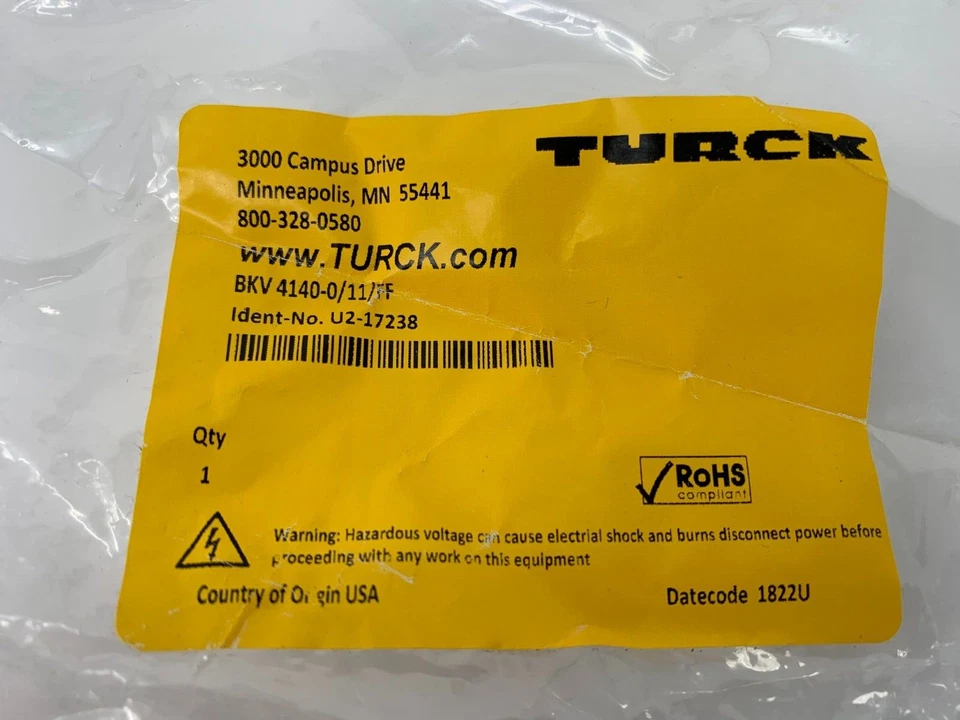 TURCK
3000 Campus Drive
Minneapolis, MN 55441
800-328-0580
www.TURCK.com
BKV 4140-0/11/FF
Ident-No. U2-17238
Qty
1
RoHS
compliant
Warning: Hazardous voltage can cause electrial shock and burns disconnect power before
proceeding with any work on this equipment
Country of Origin USA
Datecode 1822U